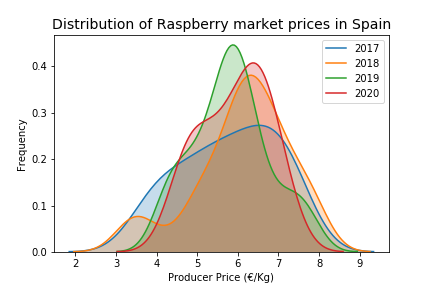 Distribution of Raspberry market prices in Spain
2017
2018
2019
2020
Frequency
0.4
0.3
0.2
0.1
0.0
2 3 4 5 6 7 8 9
Producer Price (€/Kg)